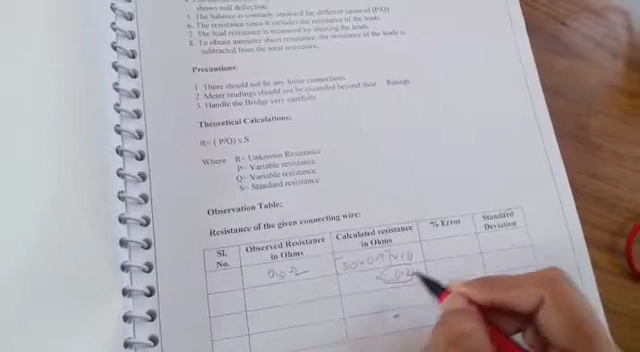 shows null deflection.
5. The balance is similarly obtained for different ratios of (P/Q)
6. The resistance since it includes the resistance of the leads.
7. The lead resistance is measured by shorting the leads.
8. To obtain ammeter shunt resistance, the resistance of the leads is
subtracted from the total resistance.
Precautions:
1. There should not be any loose connections.
2. Meter readings should not be exceeded beyond their Ratings
3. Handle the Bridge very carefully.
Theoretical Calculations:
R= ( P/Q) x S
Where R= Unknown Resistance
P= Variable resistance
Q= Variable resistance
S= Standard resistance
Observation Table:
Resistance of the given connecting wire:
Sl. No. Observed Resistance in Ohms Calculated resistance in Ohms % Error Standard Deviation